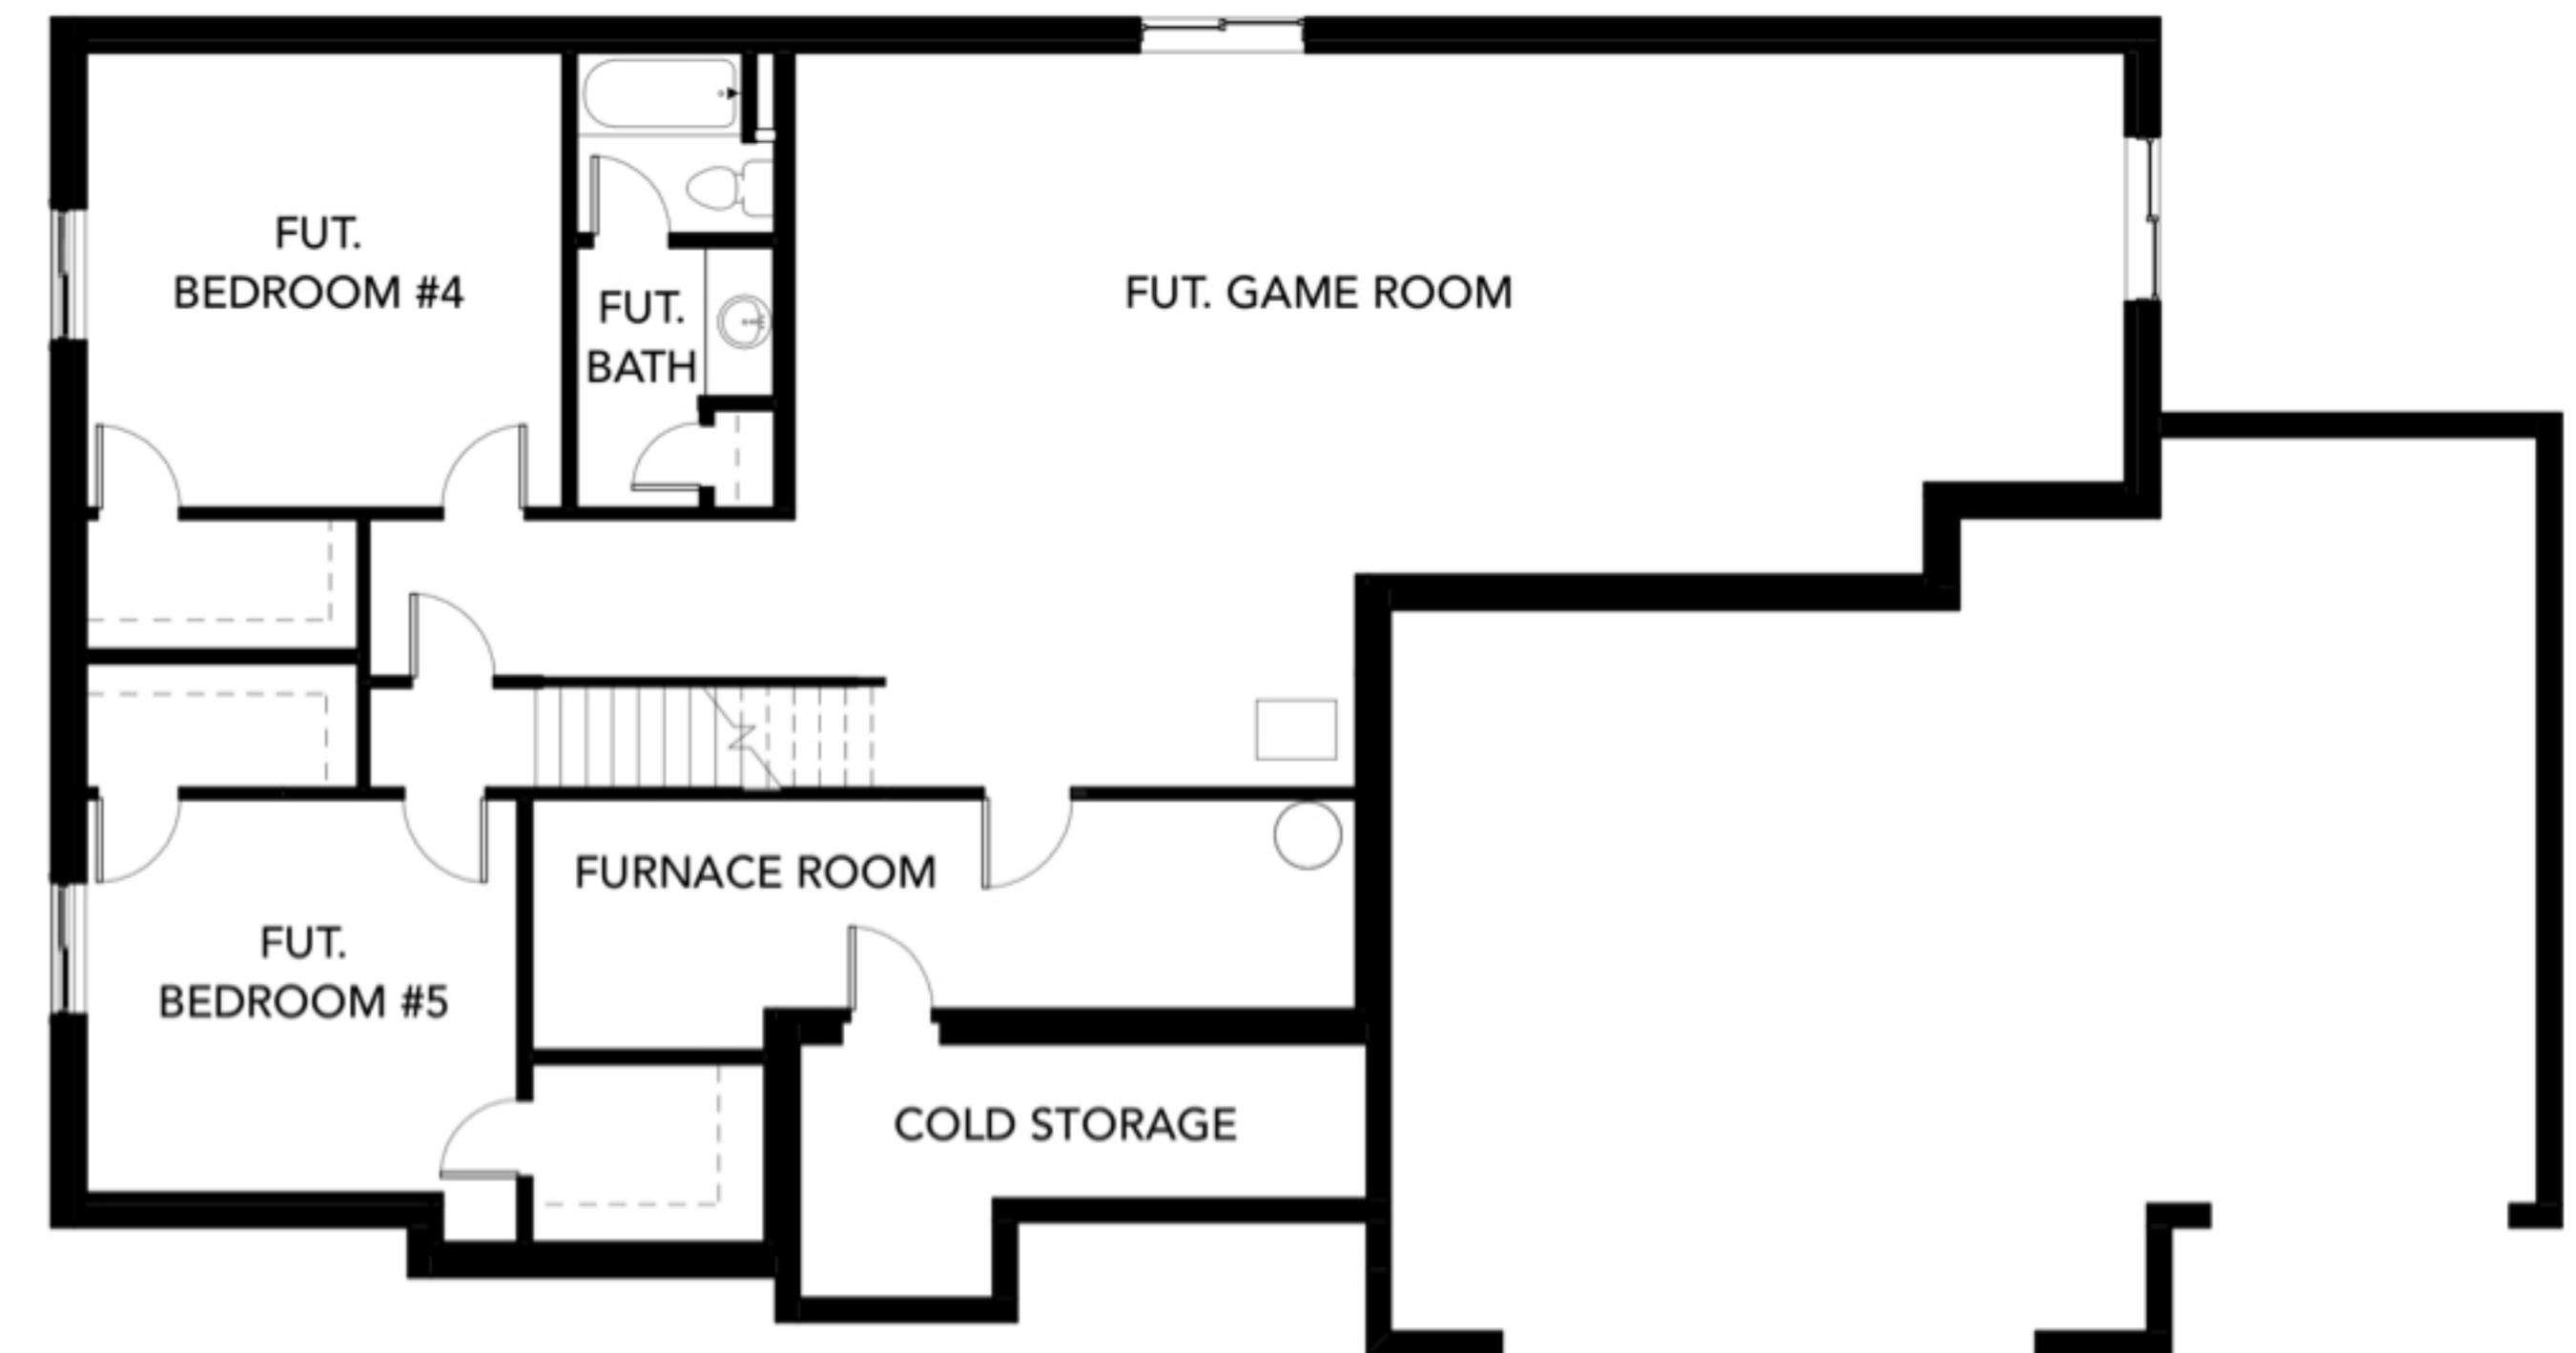 FUT.
BEDROOM #4
FUT.
BATH
FUT. GAME ROOM
FURNACE ROOM
FUT.
BEDROOM #5
COLD STORAGE